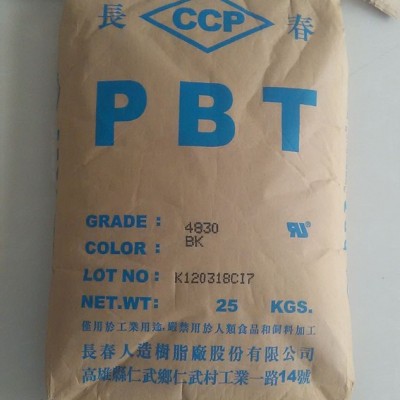 長 CCP 春
PBT
GRADE: 4830
COLOR: BK
LOT NO: K120318C17
NET.WT: 25 KGS.
僅用於工業用途,嚴禁用於人類食品和飼料加工
長春人造樹脂廠股份有限公司
高雄縣仁武鄉仁武村工業一路14號